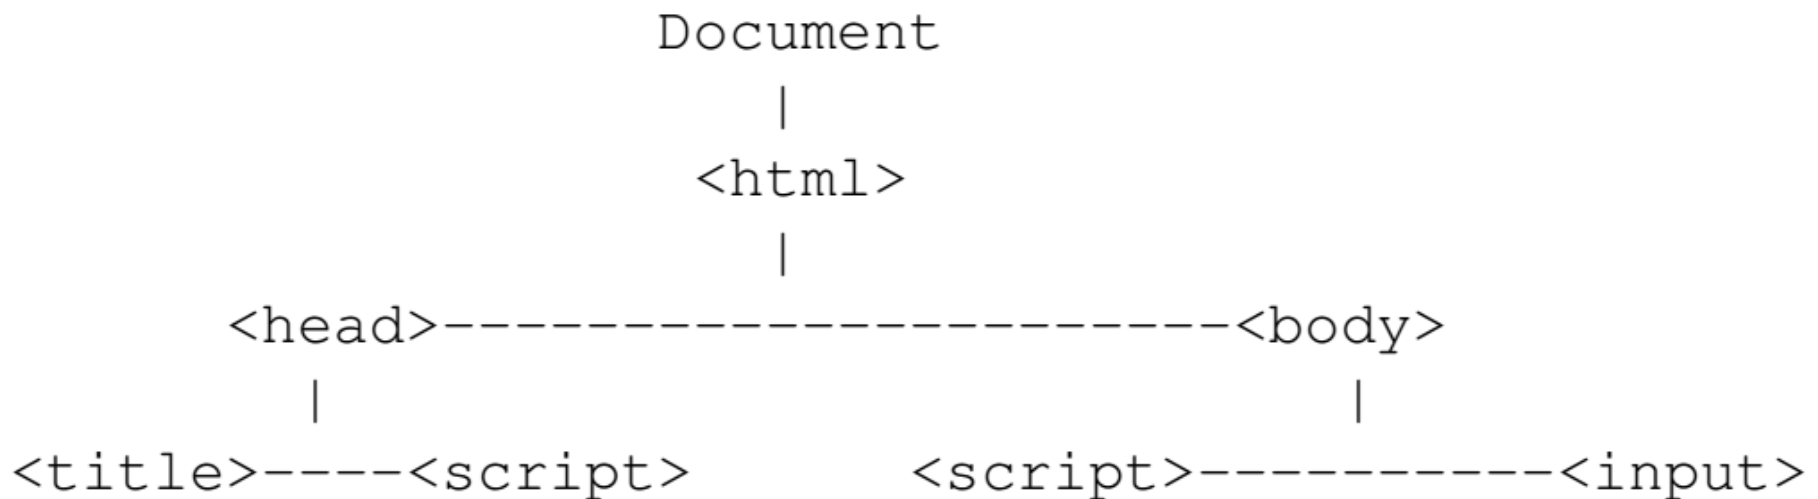 Document
|
<html>
|
<head>----------------------<body>
| |
<title>----<script> <script>----------<input>